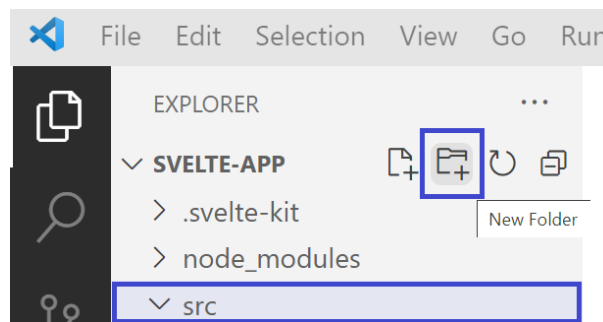 File Edit Selection View Go Run
EXPLORER ...
SVELTE-APP
.svelte-kit
New Folder
node_modules
src